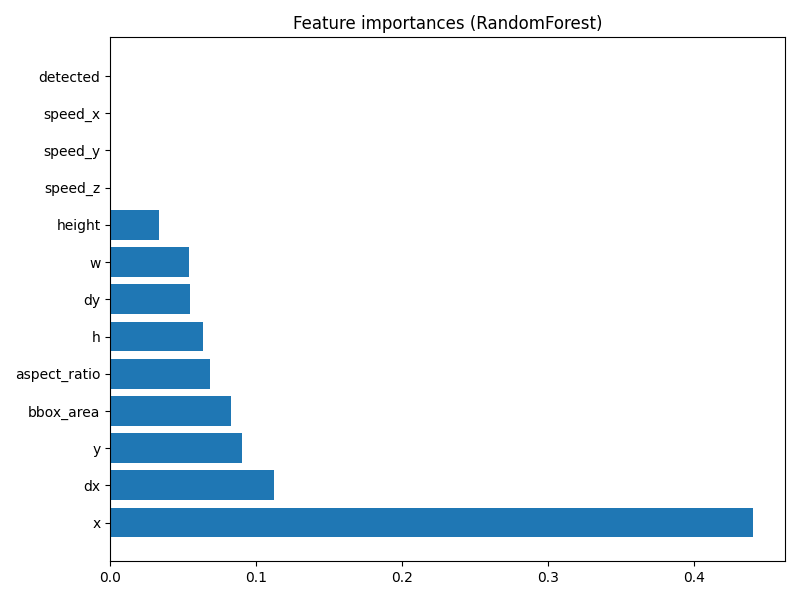 Feature importances (RandomForest)
detected
speed_x
speed_y
speed_z
height
w
dy
h
aspect_ratio
bbox_area
y
dx
x
0.0 0.1 0.2 0.3 0.4